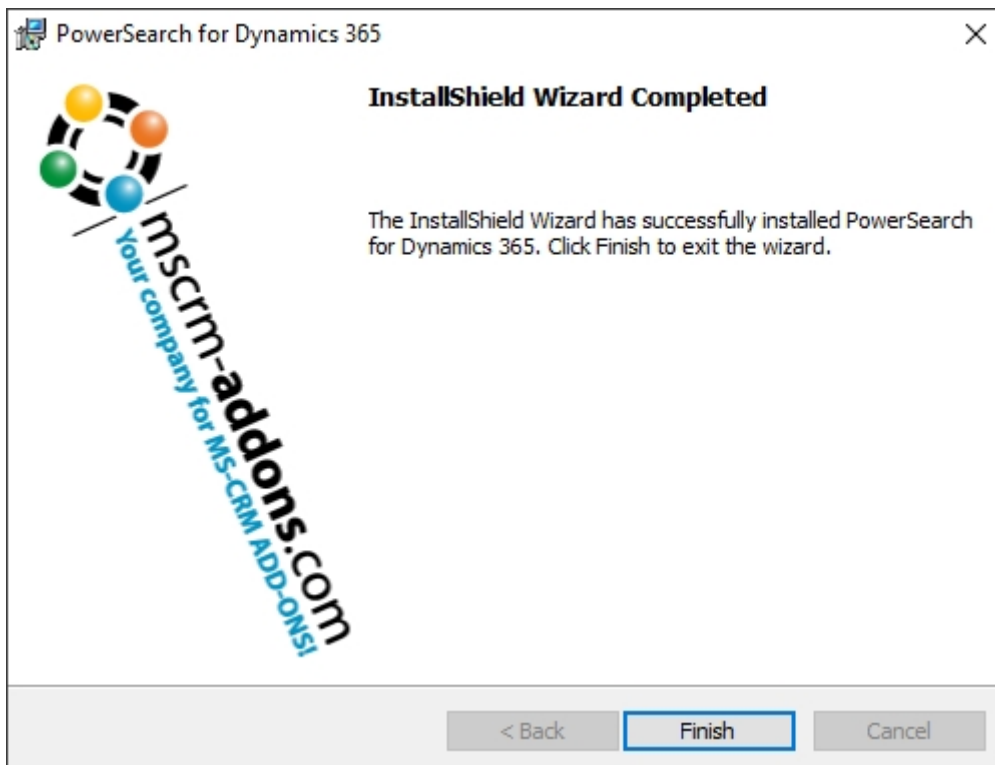 PowerSearch for Dynamics 365
InstallShield Wizard Completed
The InstallShield Wizard has successfully installed PowerSearch
for Dynamics 365. Click Finish to exit the wizard.
mscrm-addons.com
Your company for MS-CRM ADD-ONS!
< Back
Finish
Cancel